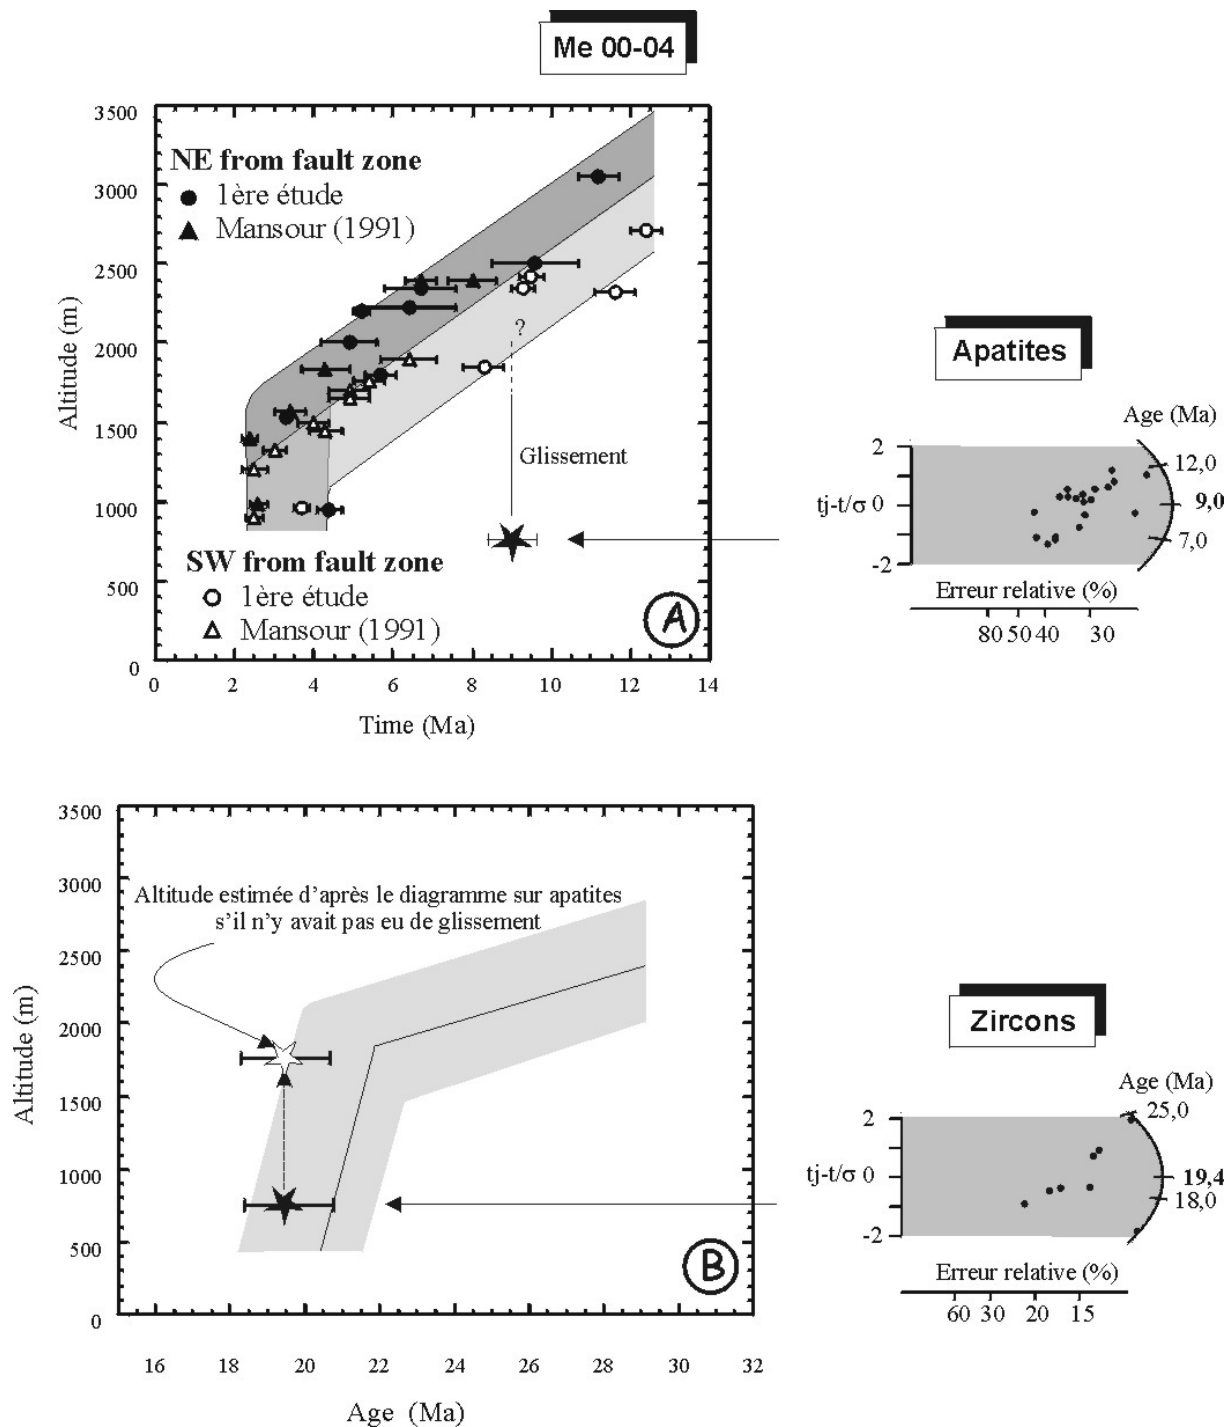 Me 00-04
3500
3000
2500
2000
1500
1000
500
0
Altitude (m)
NE from fault zone
1ère étude
Mansour (1991)
?
Glissement
SW from fault zone
1ère étude
Mansour (1991)
A
0 2 4 6 8 10 12 14
Time (Ma)
Apatites
Age (Ma)
2
12,0
tj-t/σ 0
9,0
7,0
-2
Erreur relative (%)
80 50 40 30
3500
3000
2500
2000
1500
1000
500
0
Altitude (m)
Altitude estimée d'après le diagramme sur apatites
s'il n'y avait pas eu de glissement
B
16 18 20 22 24 26 28 30 32
Age (Ma)
Zircons
Age (Ma)
2
25,0
tj-t/σ 0
19,4
18,0
-2
Erreur relative (%)
60 30 20 15